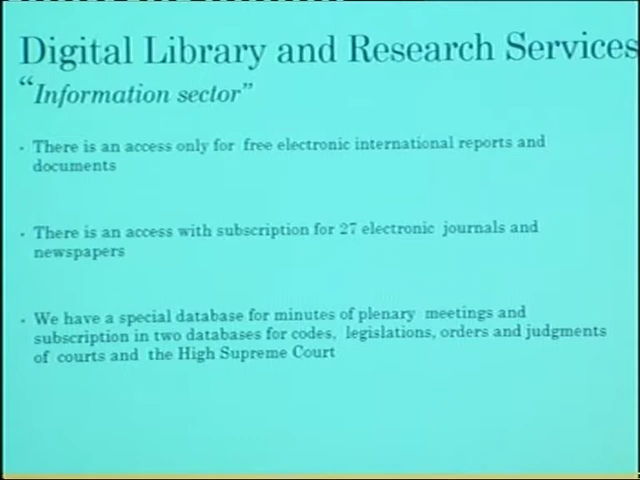 Digital Library and Research Services
“Information sector”
• There is an access only for free electronic international reports and
documents
• There is an access with subscription for 27 electronic journals and
newspapers
• We have a special database for minutes of plenary meetings and
subscription in two databases for codes, legislations, orders and judgments
of courts and the High Supreme Court